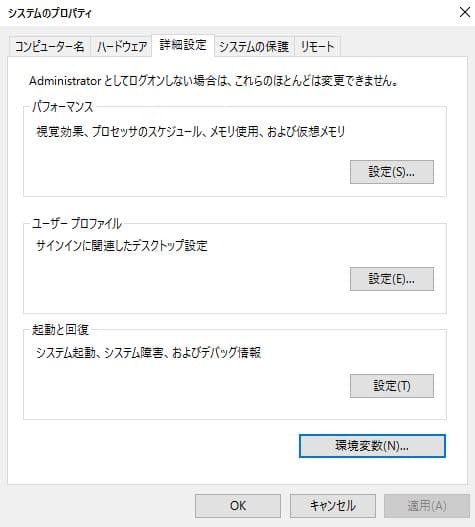 システムのプロパティ
コンピューター名 ハードウェア 詳細設定 システムの保護 リモート
Administrator としてログオンしない場合は、これらのほとんどは変更できません。
パフォーマンス
視覚効果、プロセッサのスケジュール、メモリ使用、および仮想メモリ
設定(S)...
ユーザー プロファイル
サインインに関連したデスクトップ設定
設定(E)...
起動と回復
システム起動、システム障害、およびデバッグ情報
設定(T)
環境変数(N)...
OK キャンセル 適用(A)